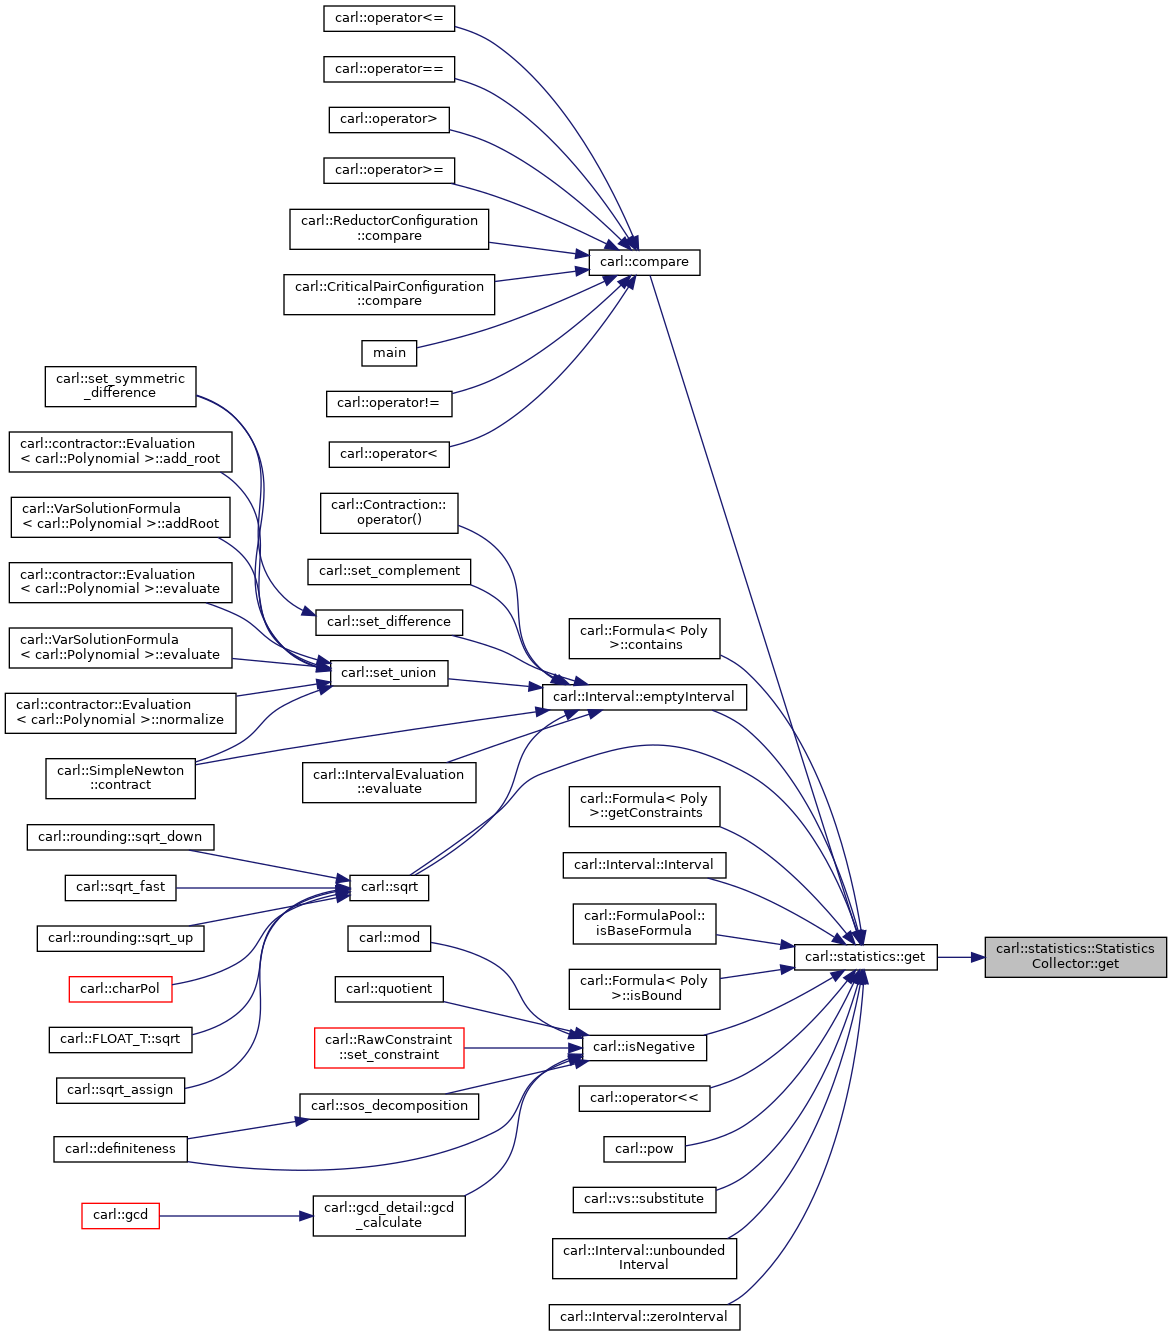 carl::operator<=
carl::operator==
carl::operator>
carl::operator>=
carl::ReductorConfiguration
::compare
carl::compare
carl::CriticalPairConfiguration
::compare
main
carl::operator!=
carl::operator<
carl::set_symmetric
_difference
carl::contractor::Evaluation
< carl::Polynomial >::add_root
carl::VarSolutionFormula
< carl::Polynomial >::addRoot
carl::contractor::Evaluation
< carl::Polynomial >::evaluate
carl::VarSolutionFormula
< carl::Polynomial >::evaluate
carl::contractor::Evaluation
< carl::Polynomial >::normalize
carl::SimpleNewton
::contract
carl::Contraction::
operator()
carl::set_complement
carl::set_difference
carl::set_union
carl::IntervalEvaluation
::evaluate
carl::Formula< Poly
>::contains
carl::Interval::emptyInterval
carl::Formula< Poly
>::getConstraints
carl::Interval::Interval
carl::FormulaPool::
isBaseFormula
carl::Formula< Poly
>::isBound
carl::statistics::get
carl::statistics::Statistics
Collector::get
carl::rounding::sqrt_down
carl::sqrt_fast
carl::rounding::sqrt_up
carl::charPol
carl::FLOAT_T::sqrt
carl::sqrt_assign
carl::sqrt
carl::mod
carl::quotient
carl::RawConstraint
::set_constraint
carl::isNegative
carl::sos_decomposition
carl::definiteness
carl::gcd
carl::gcd_detail::gcd
_calculate
carl::operator<<
carl::pow
carl::vs::substitute
carl::Interval::unbounded
Interval
carl::Interval::zeroInterval